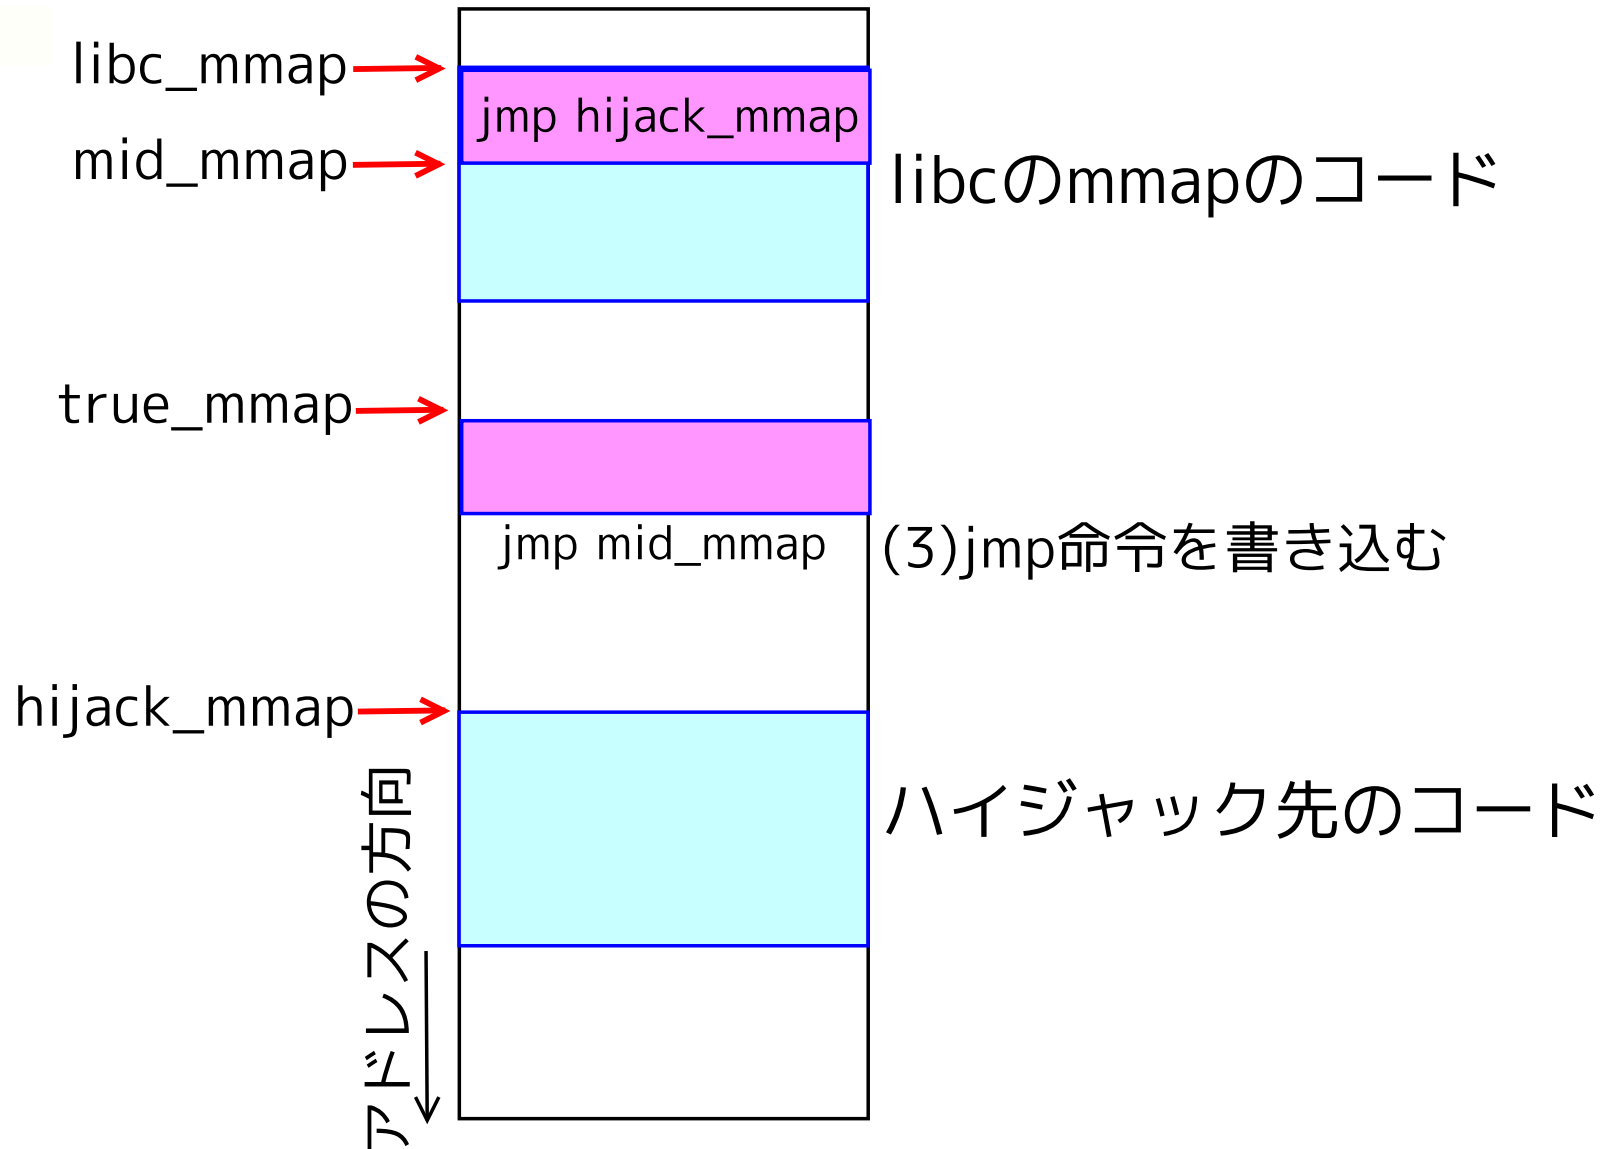 libc_mmap
jmp hijack_mmap
mid_mmap
libcのmmapのコード
true_mmap
jmp mid_mmap
(3)jmp命令を書き込む
hijack_mmap
ハイジャック先のコード
アドレスの方向